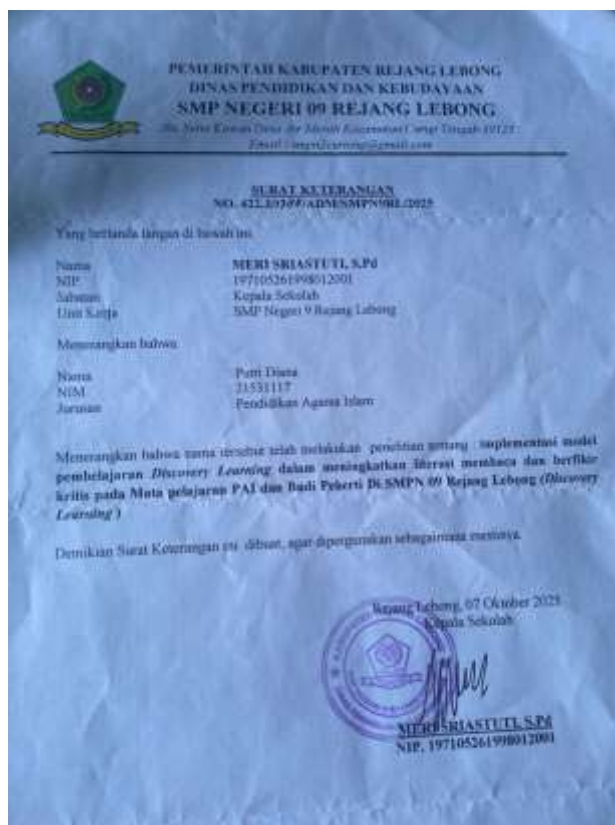 PEMERINTAH KABUPATEN REJANG LEBONG
DINAS PENDIDIKAN DAN KEBUDAYAAN
SMP NEGERI 09 REJANG LEBONG
Kecamatan Curup Tengah
Email :
SURAT KETERANGAN
Yang bertanda tangan di bawah ini
Nama MERI SRIASTUTI, S.Pd
NIP 197105261998012001
Jabatan Kepala Sekolah
Unit Kerja SMP Negeri 9 Rejang Lebong
Menerangkan bahwa
Nama Putri Diana
NIM 21531117
Jurusan Pendidikan Agama Islam
Menerangkan bahwa nama tersebut telah melakukan penelitian tentang : implementasi model
pembelajaran Discovery Learning dalam meningkatkan literasi membaca dan berfikir
kritis pada Mata pelajaran PAI dan Budi Pekerti Di SMPN 09 Rejang Lebong (Discovery
Learning )
Demikian Surat Keterangan ini dibuat, agar dipergunakan sebagaimana mestinya.
Rejang Lebong, 07 Oktober 2025
Kepala Sekolah
MERI SRIASTUTI, S.Pd
NIP. 197105261998012001